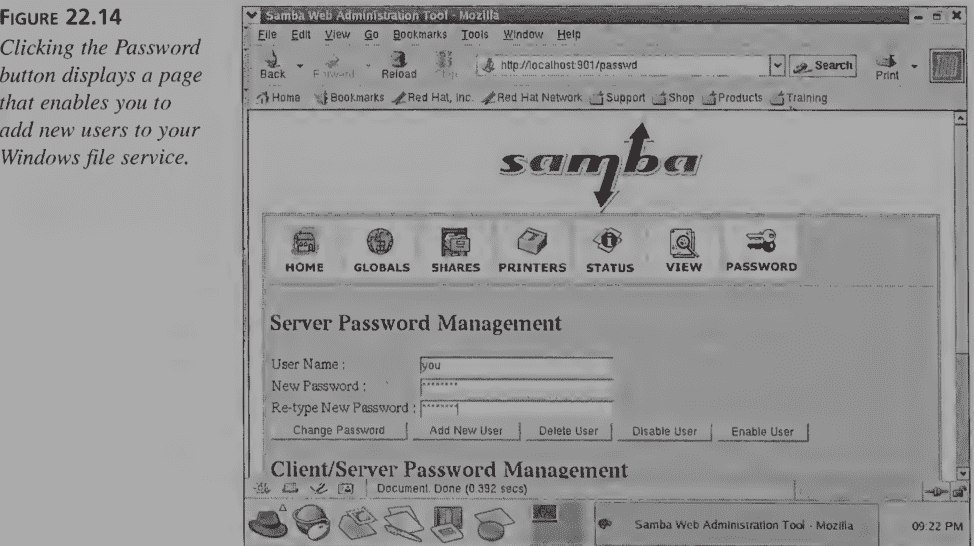 FIGURE 22.14
Clicking the Password
button displays a page
that enables you to
add new users to your
Windows file service.
Samba Web Administration Tool - Mozilla
File Edit View Go Bookmarks Tools Window Help
http://localhost:901/passwd
Search
Back Forward Reload Stop Print
Home Bookmarks Red Hat, Inc. Red Hat Network Support Shop Products Training
samba
HOME GLOBALS SHARES PRINTERS STATUS VIEW PASSWORD
Server Password Management
User Name : you
New Password : ********
Re-type New Password : ********
Change Password Add New User Delete User Disable User Enable User
Client/Server Password Management
Document: Done (0.392 secs)
Samba Web Administration Tool - Mozilla 09:22 PM